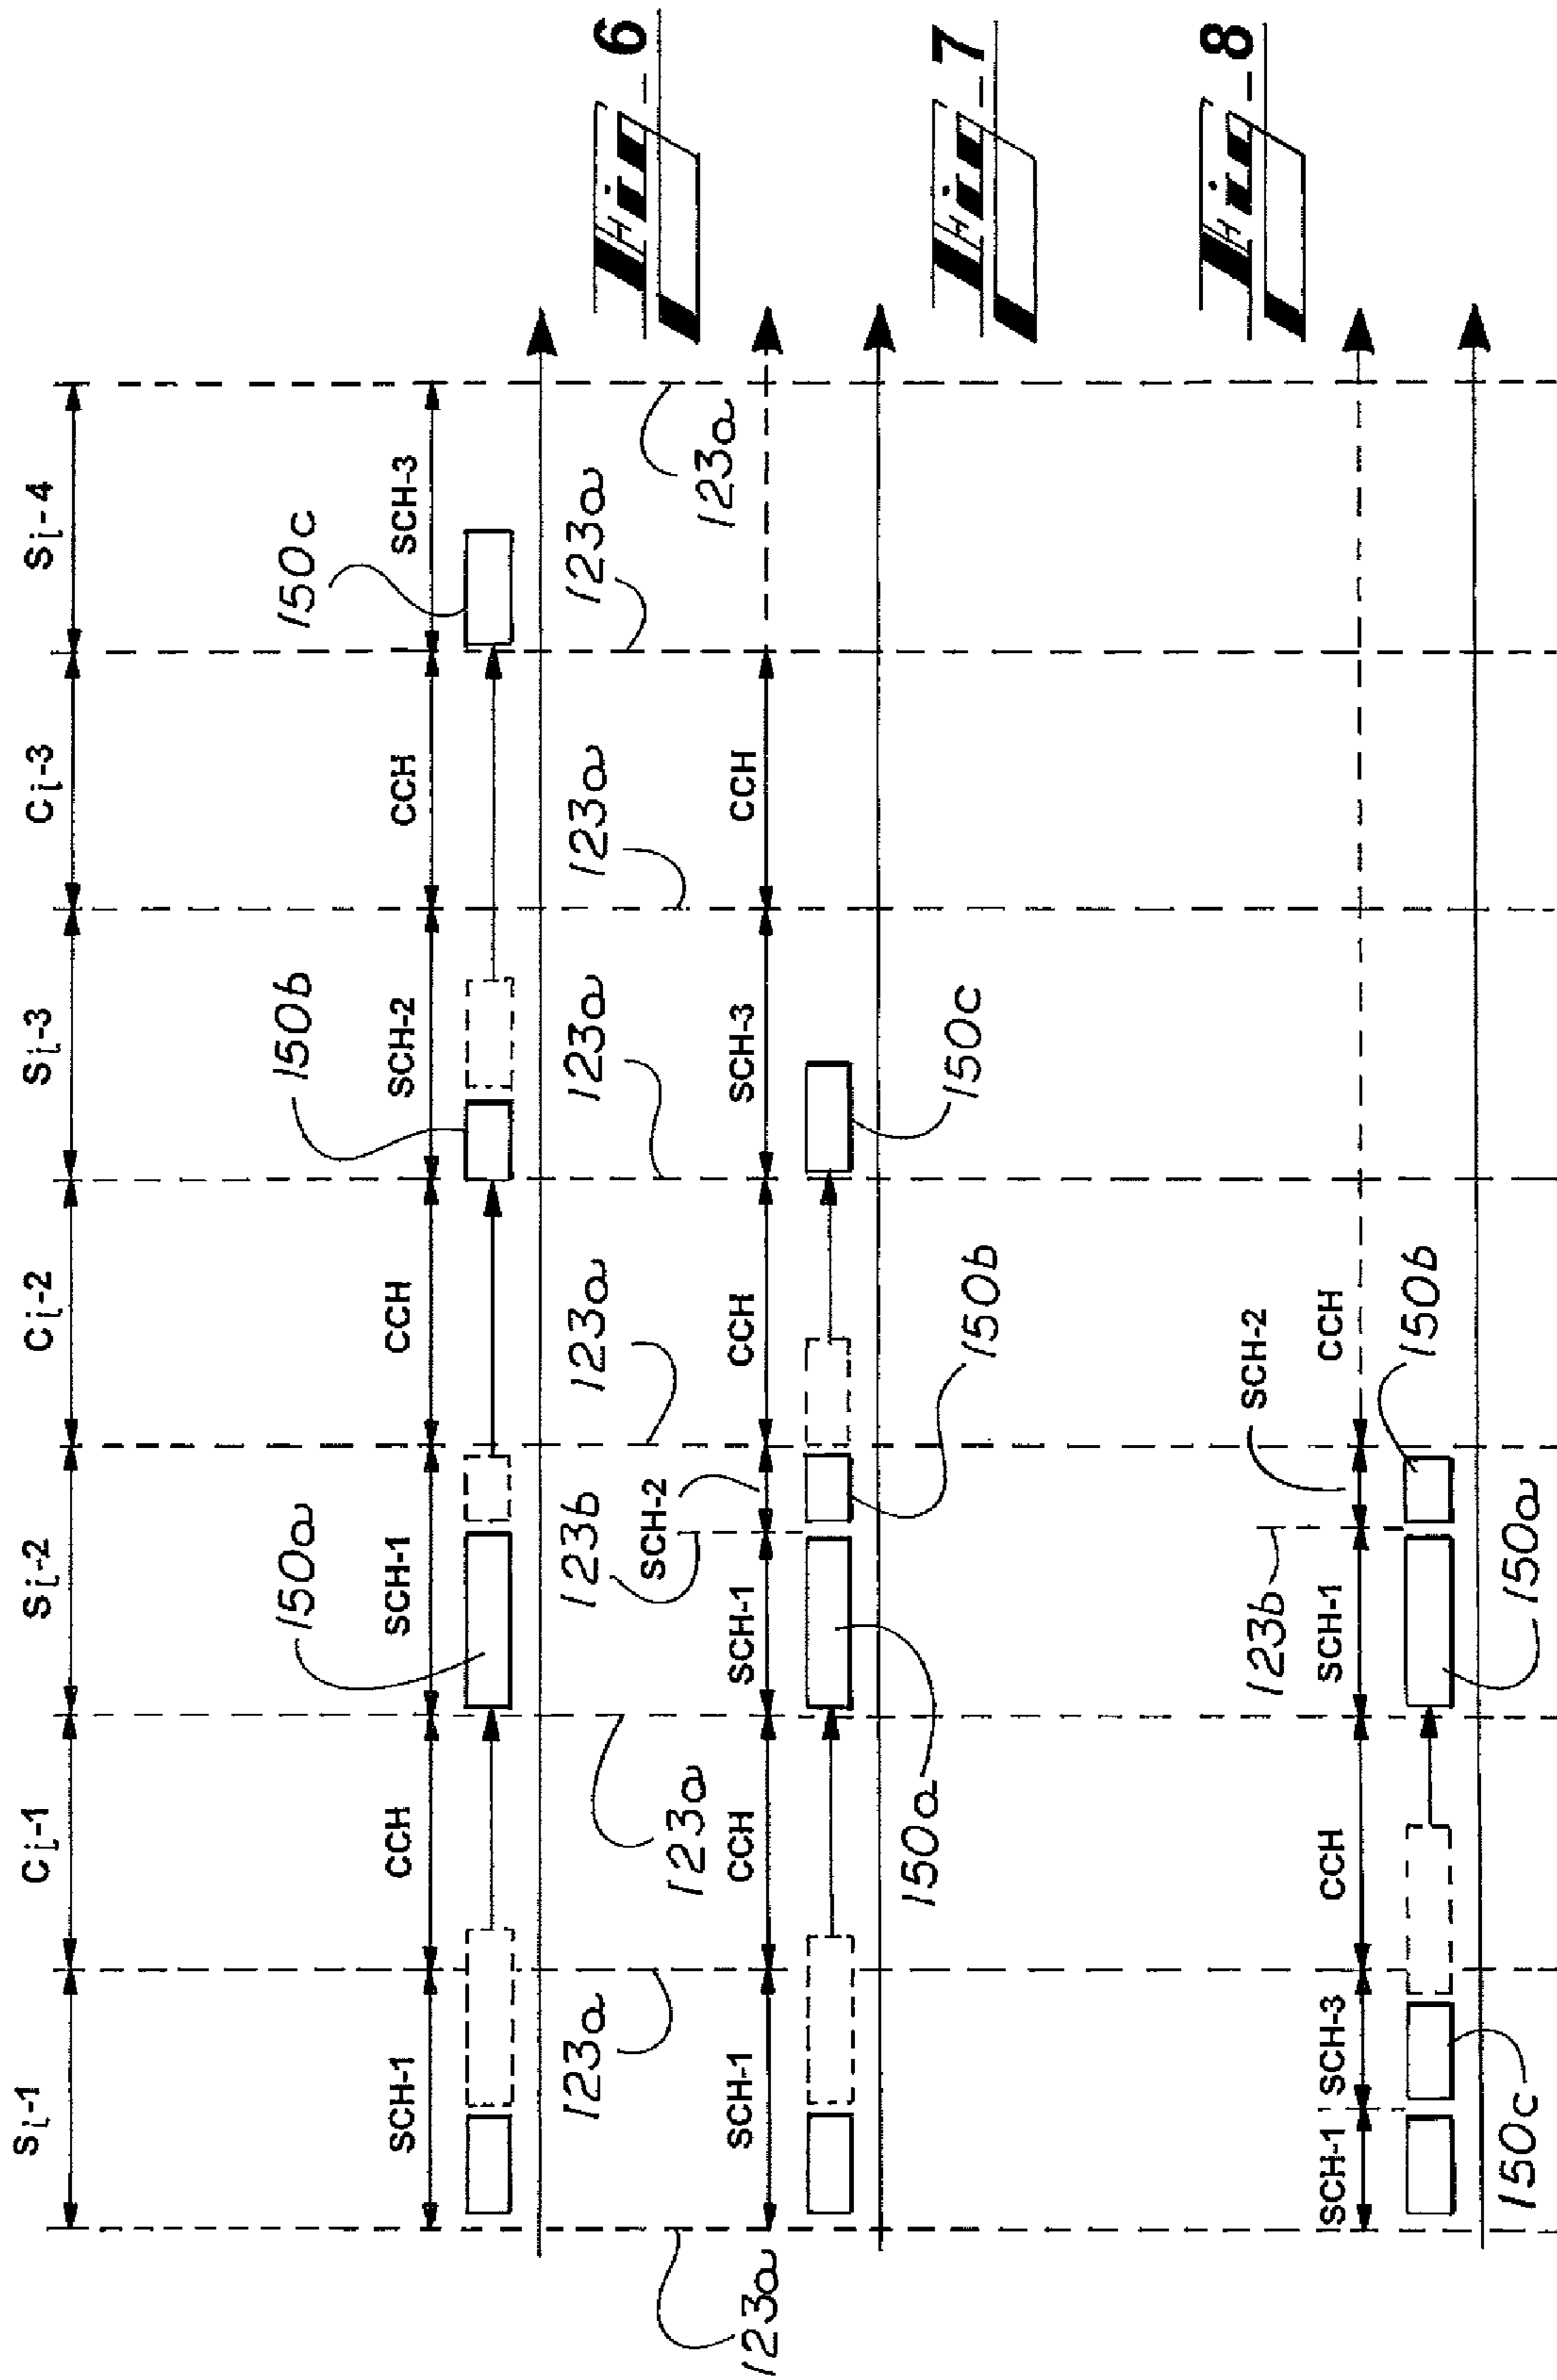 Si-1 Ci-1 Si-2 Ci-2 Si-3 Ci-3 Si-4
150a 150b 150c
SCH-1 CCH SCH-1 CCH SCH-2 CCH SCH-3
Fig_6
123a 123a 123a 123a 123a 123a 123a 123a
123b
SCH-2
SCH-1 CCH SCH-1 CCH SCH-3 CCH
150a 150b 150c
Fig_7
123b SCH-2
SCH-1 SCH-3 CCH SCH-1 CCH
150c 150a 150b
Fig_8